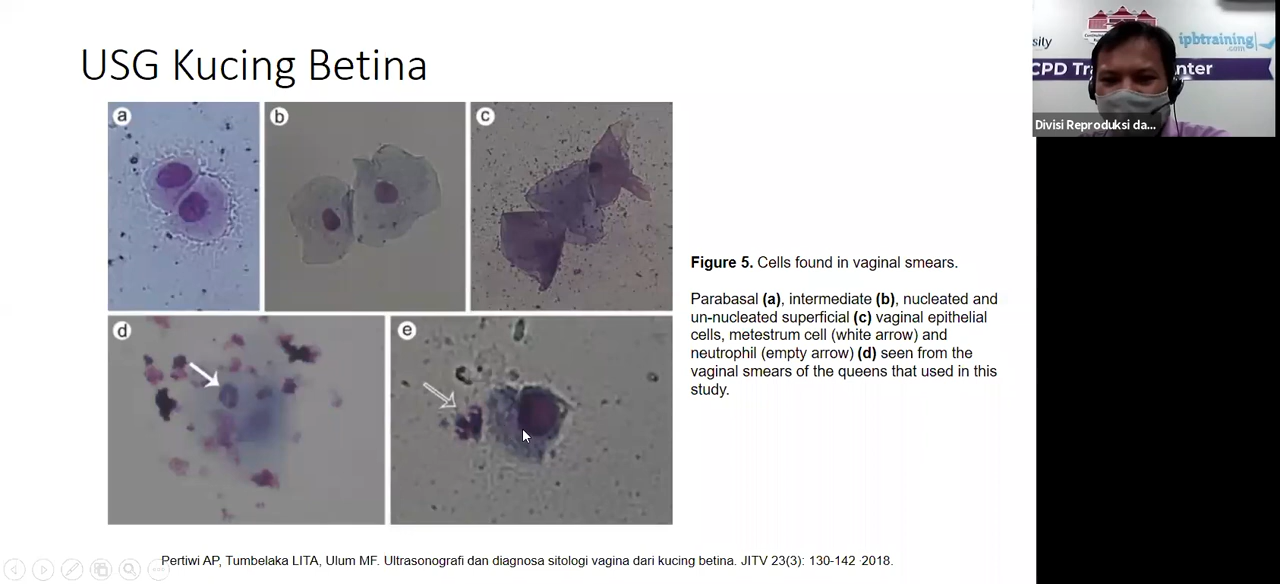 USG Kucing Betina
a
b
c
d
e
Figure 5. Cells found in vaginal smears.
Parabasal (a), intermediate (b), nucleated and
un-nucleated superficial (c) vaginal epithelial
cells, metestrum cell (white arrow) and
neutrophil (empty arrow) (d) seen from the
vaginal smears of the queens that used in this
study.
Pertiwi AP, Tumbelaka LITA, Ulum MF. Ultrasonografi dan diagnosa sitologi vagina dari kucing betina. JITV 23(3): 130-142 2018.
sity
ipbtraining
.com
CPD Tra nter
Divisi Reproduksi da...